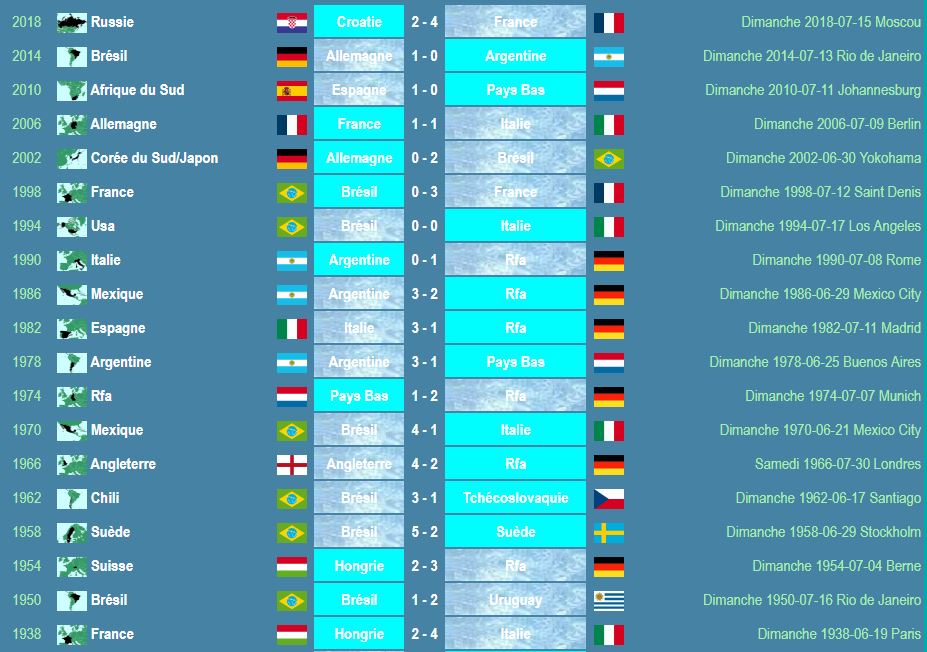 2018 Russie Croatie 2 - 4 France Dimanche 2018-07-15 Moscou
2014 Brésil Allemagne 1 - 0 Argentine Dimanche 2014-07-13 Rio de Janeiro
2010 Afrique du Sud Espagne 1 - 0 Pays Bas Dimanche 2010-07-11 Johannesburg
2006 Allemagne France 1 - 1 Italie Dimanche 2006-07-09 Berlin
2002 Corée du Sud/Japon Allemagne 0 - 2 Brésil Dimanche 2002-06-30 Yokohama
1998 France Brésil 0 - 3 France Dimanche 1998-07-12 Saint Denis
1994 Usa Brésil 0 - 0 Italie Dimanche 1994-07-17 Los Angeles
1990 Italie Argentine 0 - 1 Rfa Dimanche 1990-07-08 Rome
1986 Mexique Argentine 3 - 2 Rfa Dimanche 1986-06-29 Mexico City
1982 Espagne Italie 3 - 1 Rfa Dimanche 1982-07-11 Madrid
1978 Argentine Argentine 3 - 1 Pays Bas Dimanche 1978-06-25 Buenos Aires
1974 Rfa Pays Bas 1 - 2 Rfa Dimanche 1974-07-07 Munich
1970 Mexique Brésil 4 - 1 Italie Dimanche 1970-06-21 Mexico City
1966 Angleterre Angleterre 4 - 2 Rfa Samedi 1966-07-30 Londres
1962 Chili Brésil 3 - 1 Tchécoslovaquie Dimanche 1962-06-17 Santiago
1958 Suède Brésil 5 - 2 Suède Dimanche 1958-06-29 Stockholm
1954 Suisse Hongrie 2 - 3 Rfa Dimanche 1954-07-04 Berne
1950 Brésil Brésil 1 - 2 Uruguay Dimanche 1950-07-16 Rio de Janeiro
1938 France Hongrie 2 - 4 Italie Dimanche 1938-06-19 Paris